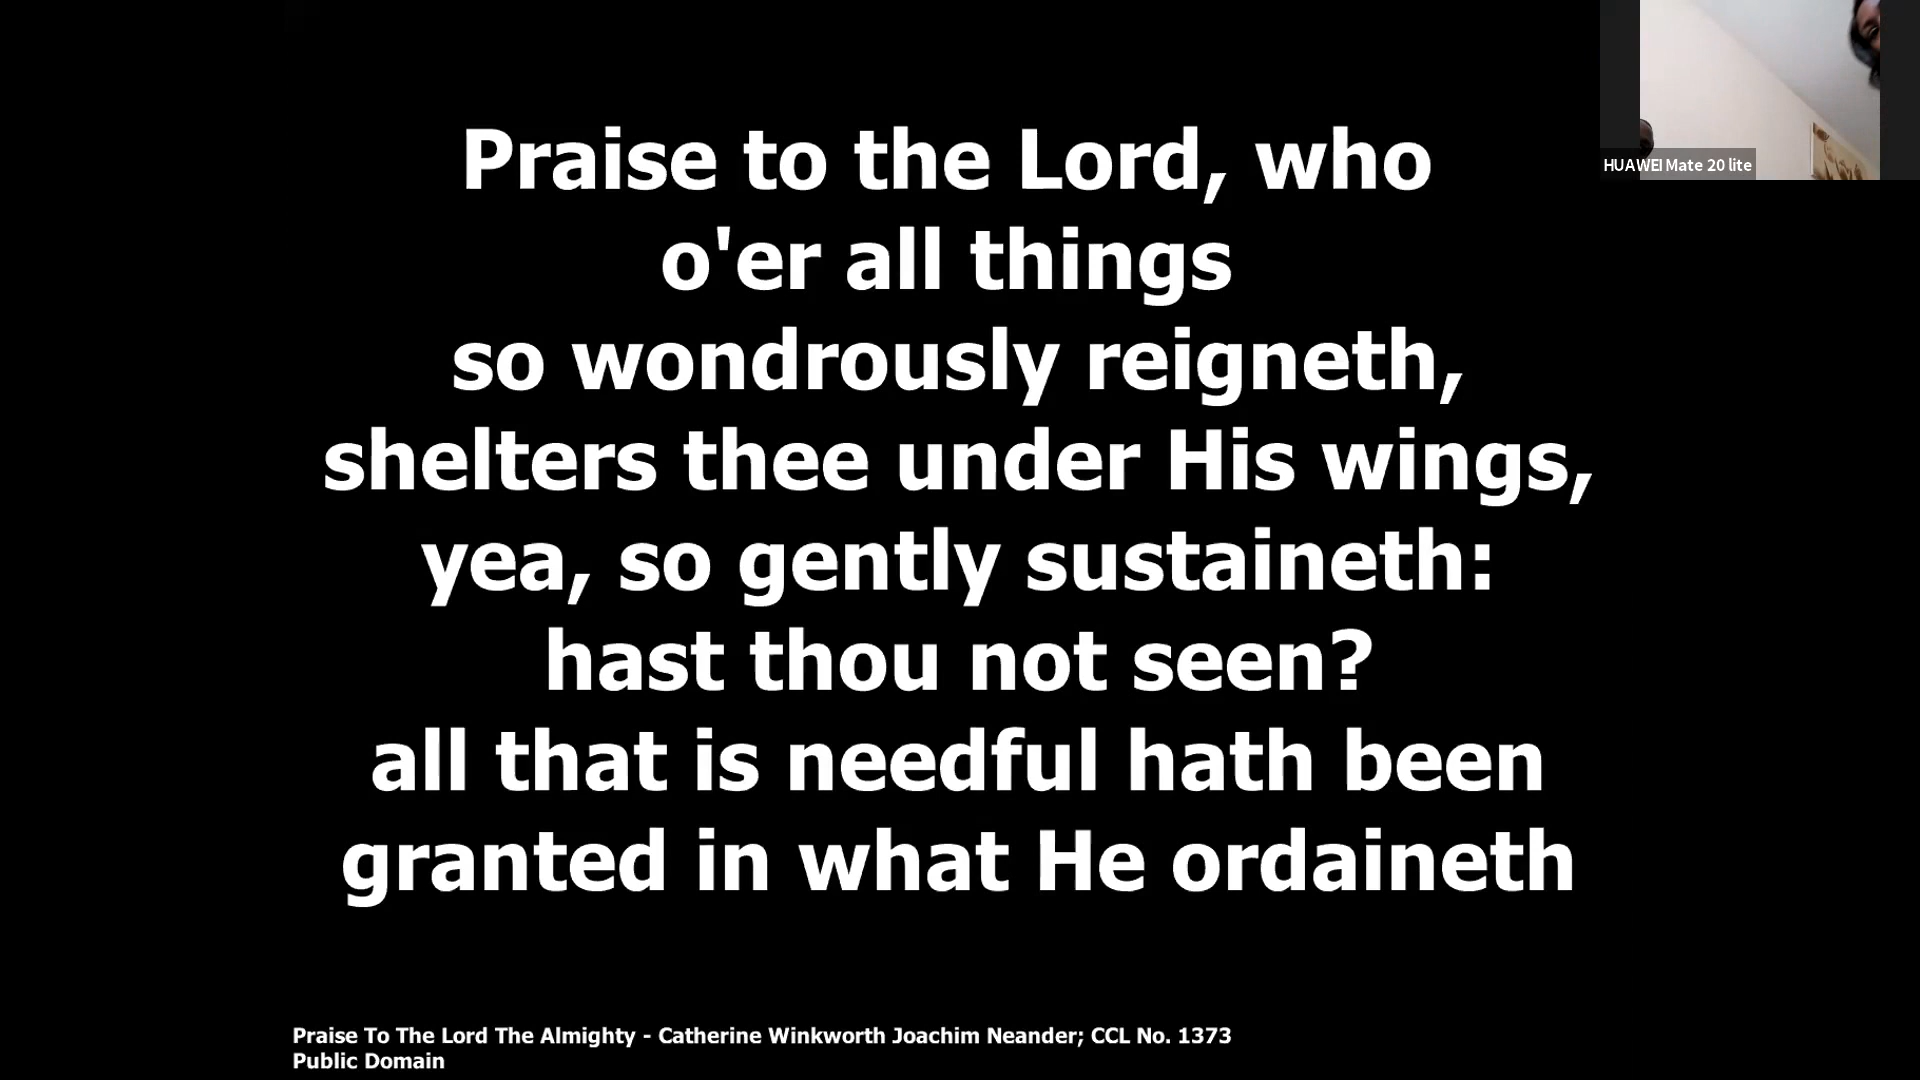 Praise to the Lord, who
o'er all things
so wondrously reigneth,
shelters thee under His wings,
yea, so gently sustaineth:
hast thou not seen?
all that is needful hath been
granted in what He ordaineth
HUAWEI Mate 20 lite
Praise To The Lord The Almighty - Catherine Winkworth Joachim Neander; CCL No. 1373
Public Domain